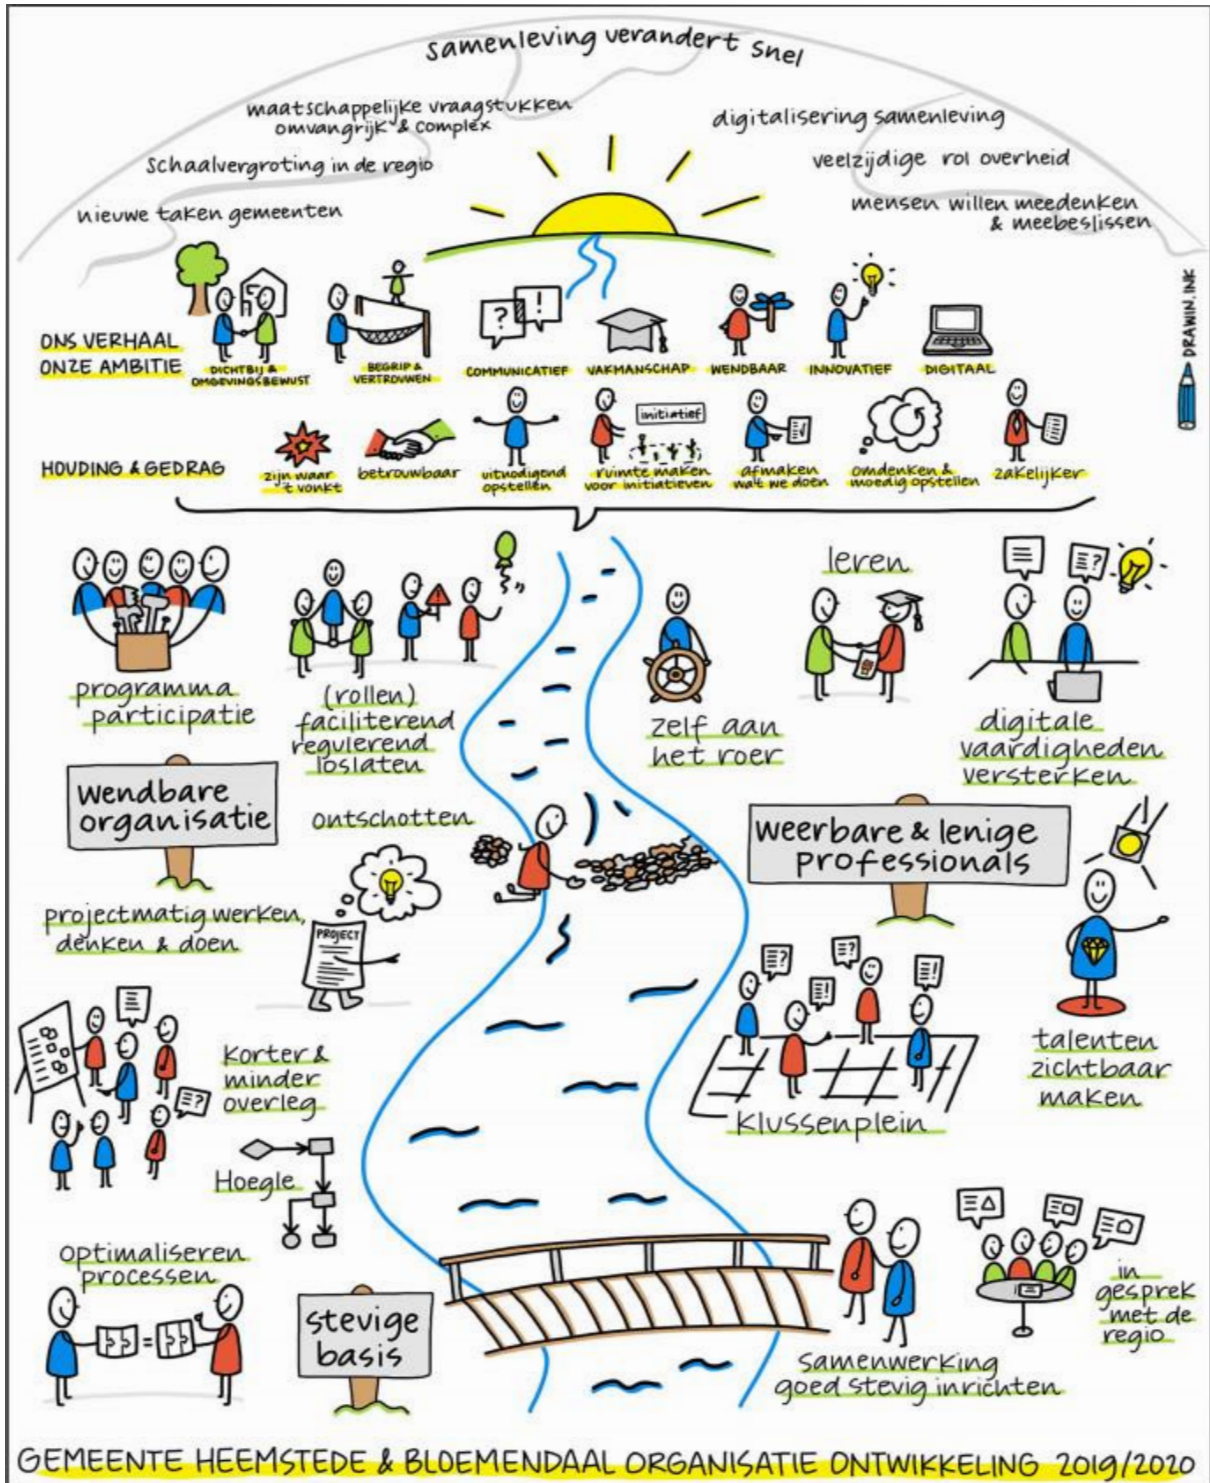 samenleving verandert snel
maatschappelijke vraagstukken
omvangrijk & complex
schaalvergroting in de regio
nieuwe taken gemeenten
digitalisering samenleving
veelzijdige rol overheid
mensen willen meedenken
& meebeslissen
DRAWIN.INK
ONS VERHAAL
ONZE AMBITIE
DICHTBIJ &
OMGEVINGSBEWUST
BEGRIP &
VERTROUWEN
? !
COMMUNICATIEF
VAKMANSCHAP
WENDBAAR
INNOVATIEF
DIGITAAL
HOUDING & GEDRAG
zijn waar
't vonkt
betrouwbaar
uitnodigend
opstellen
initiatief
ruimte maken
voor initiatieven
afmaken
wat we doen
omdenken &
moedig opstellen
zakelijker
programma
participatie
(rollen)
faciliterend
regulerend
loslaten
zelf aan
het roer
leren
?
digitale
vaardigheden
versterken
wendbare
organisatie
ontschotten
weerbare & lenige
professionals
projectmatig werken,
denken & doen
PROJECT
? ! ? !
talenten
zichtbaar
maken
klussenplein
Korter &
minder
overleg
?
Hoegle
optimaliseren
processen
=
stevige
basis
samenwerking
goed stevig inrichten
in
gesprek
met de
regio
GEMEENTE HEEMSTEDE & BLOEMENDAAL ORGANISATIE ONTWIKKELING 2019/2020